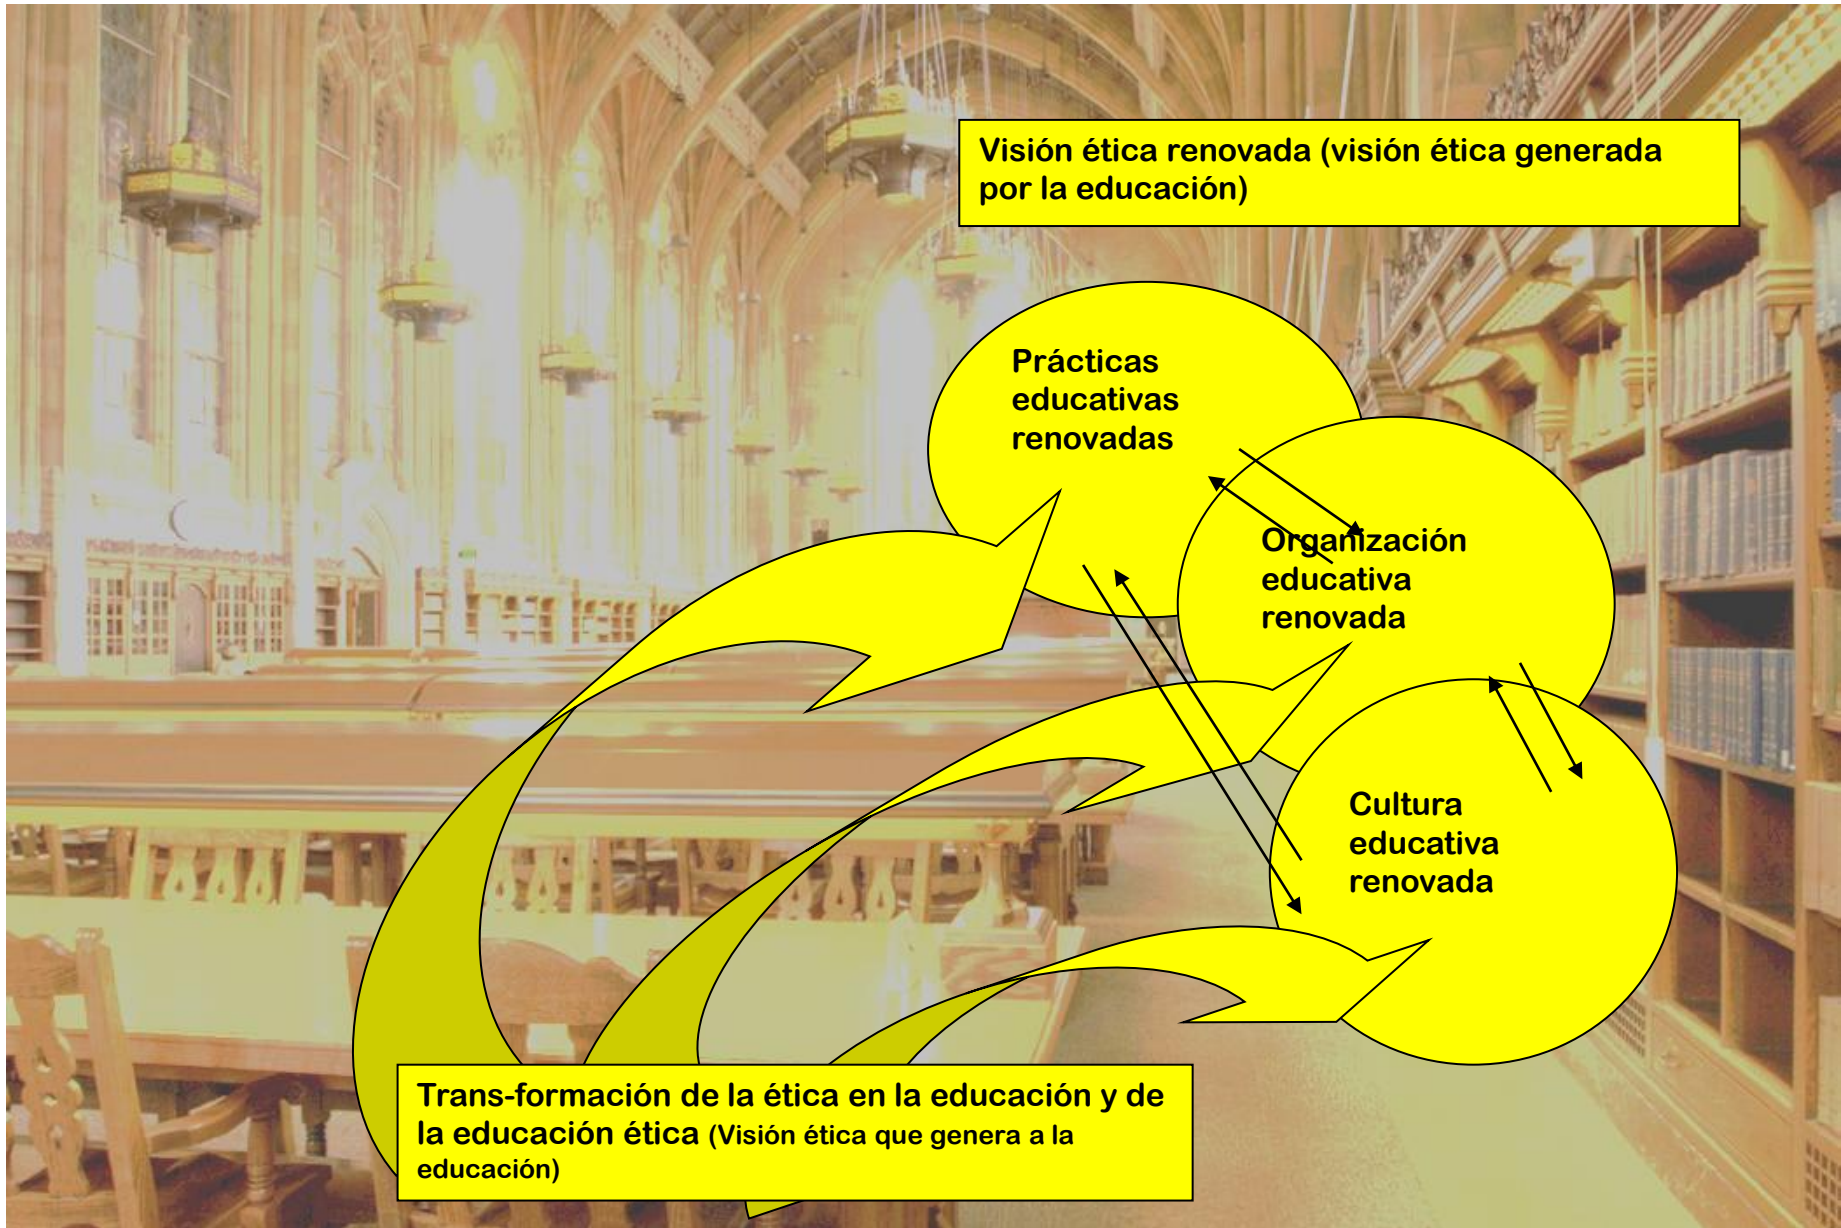 Visión ética renovada (visión ética generada
por la educación)
Prácticas
educativas
renovadas
Organización
educativa
renovada
Cultura
educativa
renovada
Trans-formación de la ética en la educación y de
la educación ética (Visión ética que genera a la
educación)